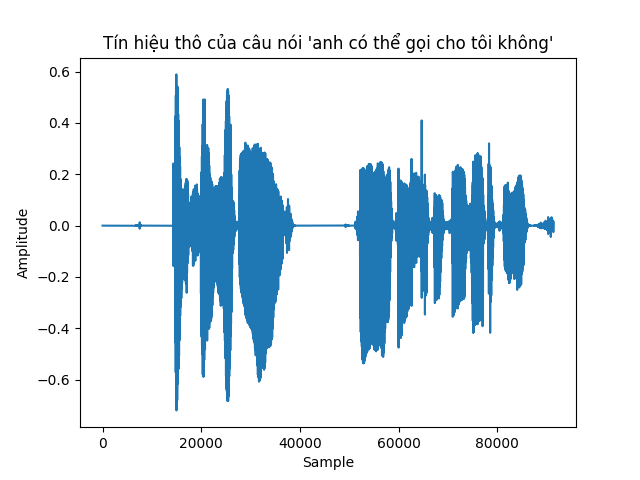 Tín hiệu thô của câu nói 'anh có thể gọi cho tôi không'
0.6
0.4
0.2
0.0
−0.2
−0.4
−0.6
Amplitude
0 20000 40000 60000 80000
Sample